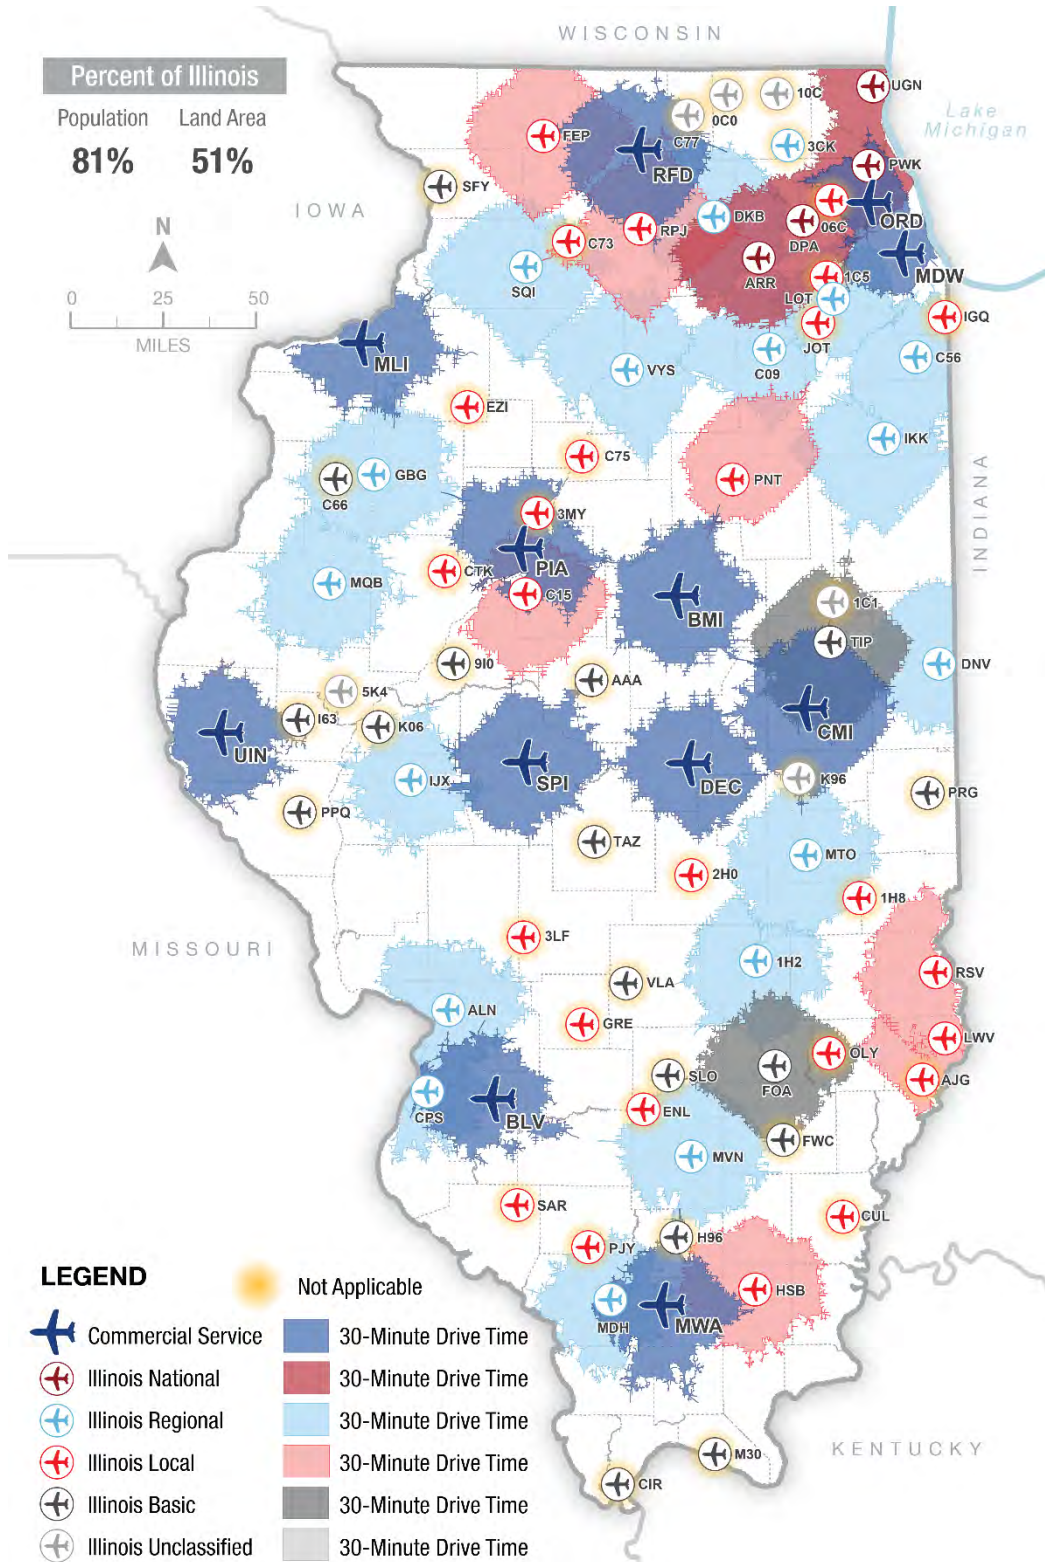 WISCONSIN
Percent of Illinois
Population Land Area
81% 51%
Lake
Michigan
IOWA
N
0 25 50
MILES
UGN
10C
0C0
C77
FEP
3CK
PWK
RFD
SFY
ORD
06C
DKB
DPA
RPJ
C73
MDW
ARR
SQI
1C5
LOT
IGQ
JOT
C56
C09
VYS
MLI
EZI
IKK
C75
GBG
C66
PNT
INDIANA
3MY
PIA
CTK
MQB
C15
BMI
1C1
TIP
DNV
9I0
AAA
5K4
I63
K06
CMI
UIN
SPI
DEC
IJX
K96
PRG
PPQ
TAZ
MTO
2H0
1H8
MISSOURI
3LF
1H2
RSV
VLA
ALN
GRE
LWV
OLY
SLO
FOA
AJG
CPS
BLV
ENL
FWC
MVN
SAR
CUL
H96
PJY
HSB
MDH
MWA
M30
CIR
KENTUCKY
LEGEND
Not Applicable
Commercial Service 30-Minute Drive Time
Illinois National 30-Minute Drive Time
Illinois Regional 30-Minute Drive Time
Illinois Local 30-Minute Drive Time
Illinois Basic 30-Minute Drive Time
Illinois Unclassified 30-Minute Drive Time